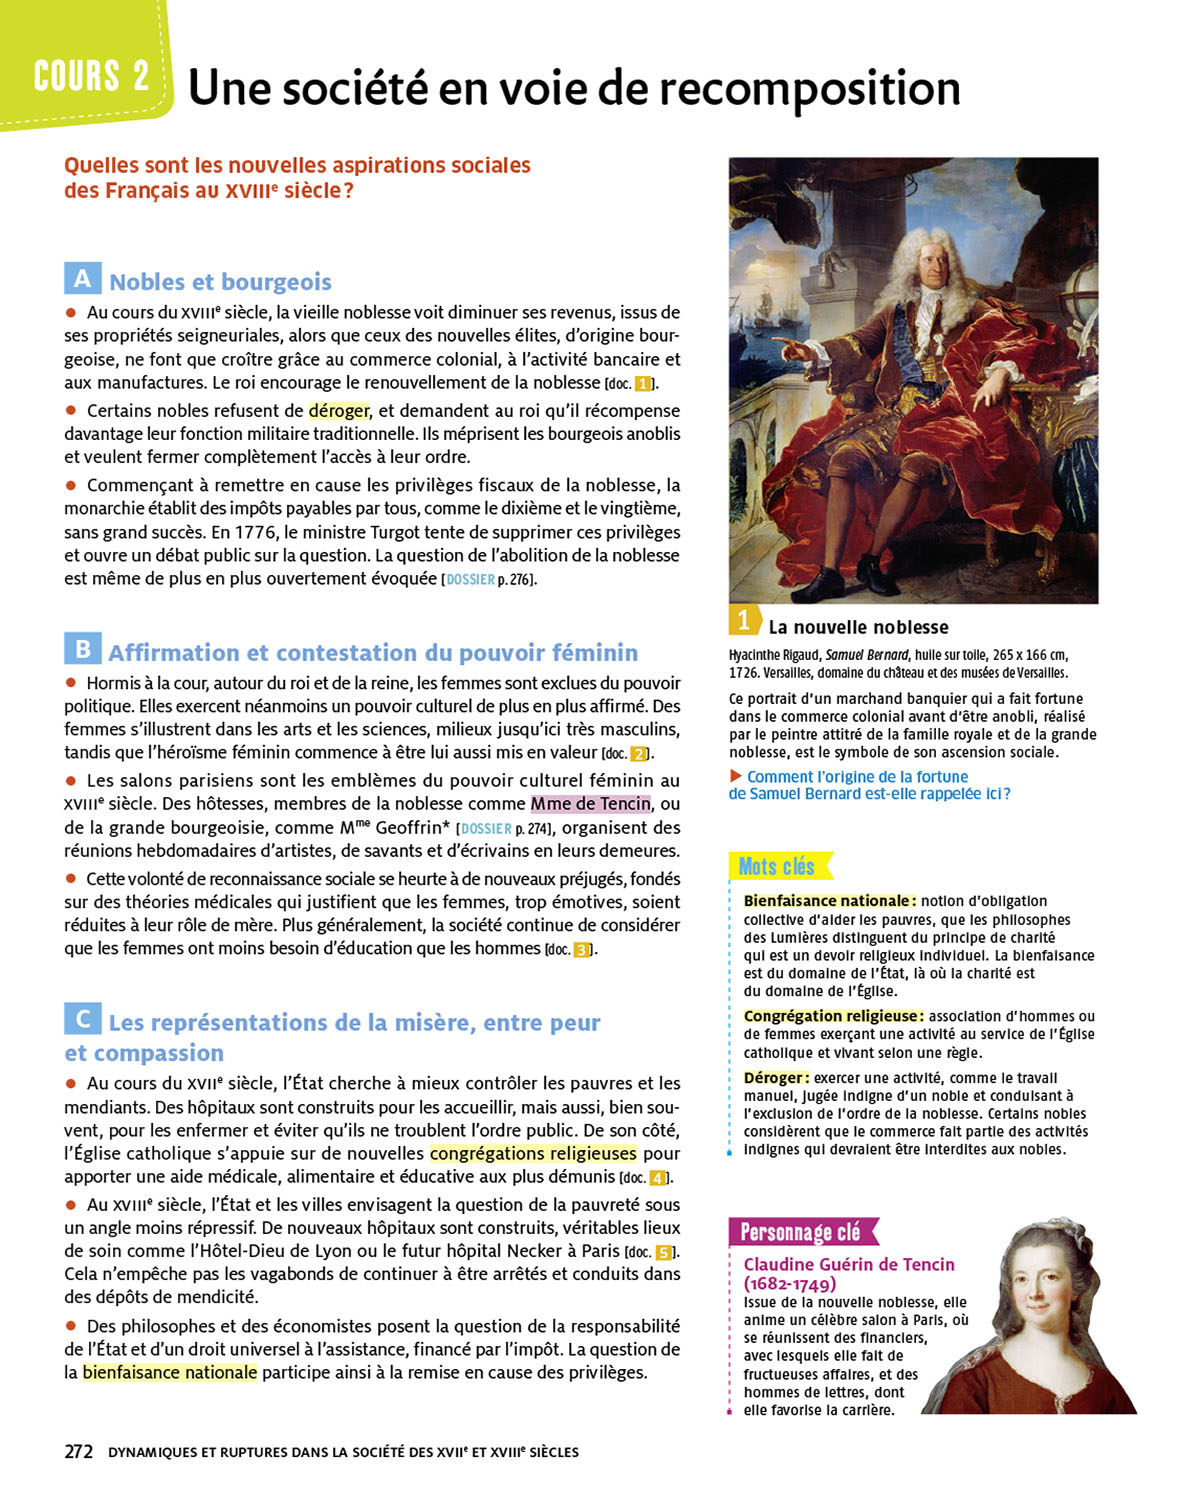 COURS 2
Une société en voie de recomposition
Quelles sont les nouvelles aspirations sociales
des Français au XVIIIe siècle ?
A Nobles et bourgeois
• Au cours du XVIIIe siècle, la vieille noblesse voit diminuer ses revenus, issus de
ses propriétés seigneuriales, alors que ceux des nouvelles élites, d'origine bour-
geoise, ne font que croître grâce au commerce colonial, à l'activité bancaire et
aux manufactures. Le roi encourage le renouvellement de la noblesse [doc. 1].
• Certains nobles refusent de déroger, et demandent au roi qu'il récompense
davantage leur fonction militaire traditionnelle. Ils méprisent les bourgeois anoblis
et veulent fermer complètement l'accès à leur ordre.
• Commençant à remettre en cause les privilèges fiscaux de la noblesse, la
monarchie établit des impôts payables par tous, comme le dixième et le vingtième,
sans grand succès. En 1776, le ministre Turgot tente de supprimer ces privilèges
et ouvre un débat public sur la question. La question de l'abolition de la noblesse
est même de plus en plus ouvertement évoquée [DOSSIER p. 276].
B Affirmation et contestation du pouvoir féminin
• Hormis à la cour, autour du roi et de la reine, les femmes sont exclues du pouvoir
politique. Elles exercent néanmoins un pouvoir culturel de plus en plus affirmé. Des
femmes s'illustrent dans les arts et les sciences, milieux jusqu'ici très masculins,
tandis que l'héroïsme féminin commence à être lui aussi mis en valeur [doc. 2].
• Les salons parisiens sont les emblèmes du pouvoir culturel féminin au
XVIIIe siècle. Des hôtesses, membres de la noblesse comme Mme de Tencin, ou
de la grande bourgeoisie, comme Mme Geoffrin* [DOSSIER p. 274], organisent des
réunions hebdomadaires d'artistes, de savants et d'écrivains en leurs demeures.
• Cette volonté de reconnaissance sociale se heurte à de nouveaux préjugés, fondés
sur des théories médicales qui justifient que les femmes, trop émotives, soient
réduites à leur rôle de mère. Plus généralement, la société continue de considérer
que les femmes ont moins besoin d'éducation que les hommes [doc. 3].
C Les représentations de la misère, entre peur
et compassion
• Au cours du XVIIe siècle, l'État cherche à mieux contrôler les pauvres et les
mendiants. Des hôpitaux sont construits pour les accueillir, mais aussi, bien sou-
vent, pour les enfermer et éviter qu'ils ne troublent l'ordre public. De son côté,
l'Église catholique s'appuie sur de nouvelles congrégations religieuses pour
apporter une aide médicale, alimentaire et éducative aux plus démunis [doc. 4].
• Au XVIIIe siècle, l'État et les villes envisagent la question de la pauvreté sous
un angle moins répressif. De nouveaux hôpitaux sont construits, véritables lieux
de soin comme l'Hôtel-Dieu de Lyon ou le futur hôpital Necker à Paris [doc. 5].
Cela n'empêche pas les vagabonds de continuer à être arrêtés et conduits dans
des dépôts de mendicité.
• Des philosophes et des économistes posent la question de la responsabilité
de l'État et d'un droit universel à l'assistance, financé par l'impôt. La question de
la bienfaisance nationale participe ainsi à la remise en cause des privilèges.
1 La nouvelle noblesse
Hyacinthe Rigaud, Samuel Bernard, huile sur toile, 265 x 166 cm,
1726. Versailles, domaine du château et des musées de Versailles.
Ce portrait d'un marchand banquier qui a fait fortune
dans le commerce colonial avant d'être anobli, réalisé
par le peintre attitré de la famille royale et de la grande
noblesse, est le symbole de son ascension sociale.
▶ Comment l'origine de la fortune
de Samuel Bernard est-elle rappelée ici ?
Mots clés
Bienfaisance nationale : notion d'obligation
collective d'aider les pauvres, que les philosophes
des Lumières distinguent du principe de charité
qui est un devoir religieux individuel. La bienfaisance
est du domaine de l'État, là où la charité est
du domaine de l'Église.
Congrégation religieuse : association d'hommes ou
de femmes exerçant une activité au service de l'Église
catholique et vivant selon une règle.
Déroger : exercer une activité, comme le travail
manuel, jugée indigne d'un noble et conduisant à
l'exclusion de l'ordre de la noblesse. Certains nobles
considèrent que le commerce fait partie des activités
indignes qui devraient être interdites aux nobles.
Personnage clé
Claudine Guérin de Tencin
(1682-1749)
Issue de la nouvelle noblesse, elle
anime un célèbre salon à Paris, où
se réunissent des financiers,
avec lesquels elle fait de
fructueuses affaires, et des
hommes de lettres, dont
elle favorise la carrière.
272 DYNAMIQUES ET RUPTURES DANS LA SOCIÉTÉ DES XVIIe ET XVIIIe SIÈCLES